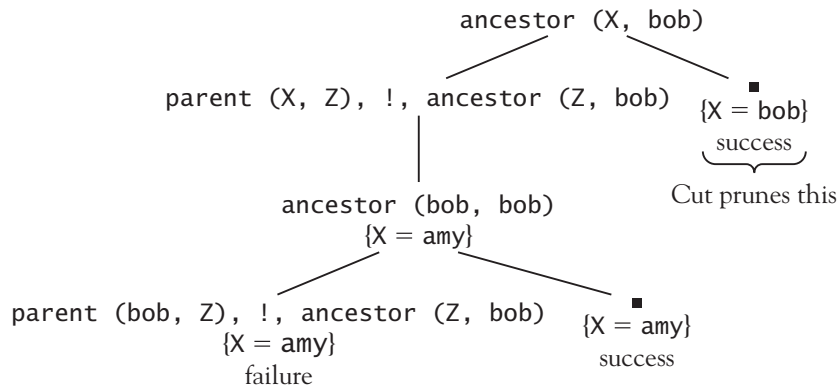 ancestor (X, bob)
parent (X, Z), !, ancestor (Z, bob)
{X = bob}
success
Cut prunes this
ancestor (bob, bob)
{X = amy}
parent (bob, Z), !, ancestor (Z, bob)
{X = amy}
failure
{X = amy}
success